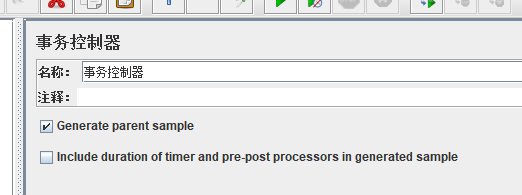 事务控制器
名称： 事务控制器
注释：
Generate parent sample
Include duration of timer and pre-post processors in generated sample